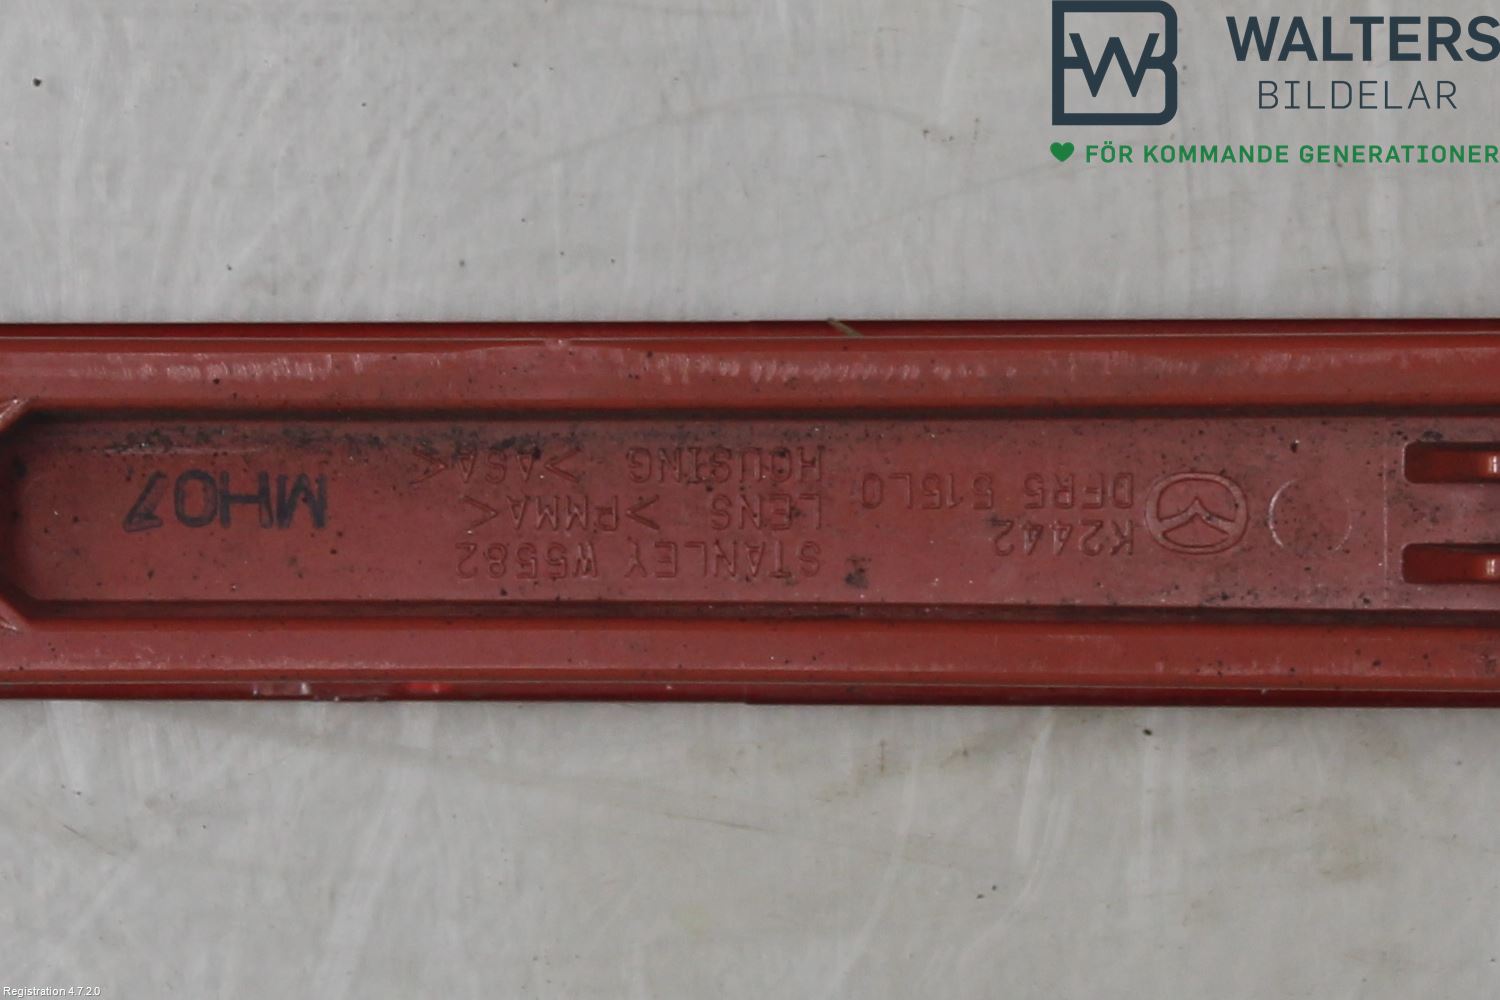 WALTERS
BILDELAR
FÖR KOMMANDE GENERATIONER
K2442
DFR5 515L0
STANLEY W5582
LENS >PMMA<
HOUSING >ASA<
MH07
Registration 4.7.2.0